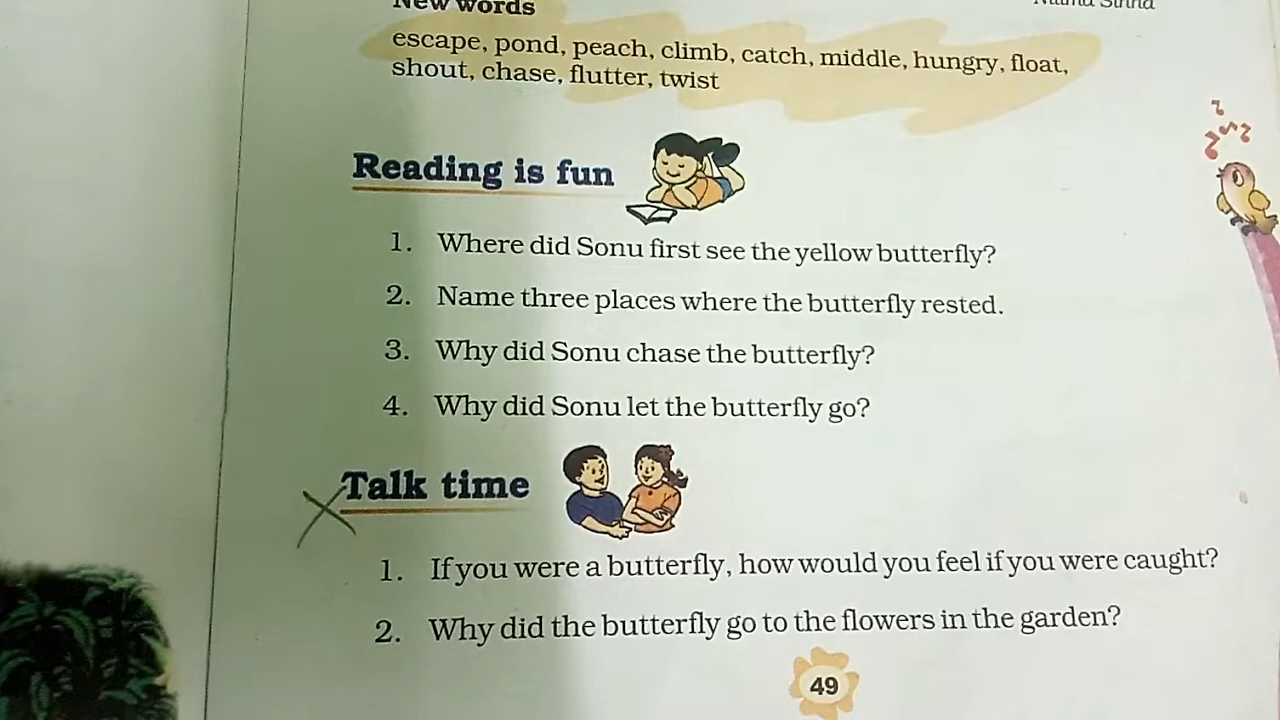 New words
escape, pond, peach, climb, catch, middle, hungry, float,
shout, chase, flutter, twist
Reading is fun
1. Where did Sonu first see the yellow butterfly?
2. Name three places where the butterfly rested.
3. Why did Sonu chase the butterfly?
4. Why did Sonu let the butterfly go?
Talk time
1. If you were a butterfly, how would you feel if you were caught?
2. Why did the butterfly go to the flowers in the garden?
49